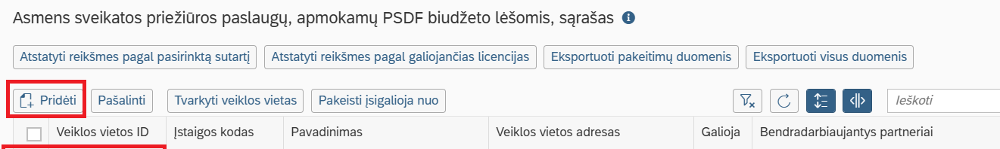 Asmens sveikatos priežiūros paslaugų, apmokamų PSDF biudžeto lėšomis, sąrašas
Atstatyti reikšmes pagal pasirinktą sutartį Atstatyti reikšmes pagal galiojančias licencijas Eksportuoti pakeitimų duomenis Eksportuoti visus duomenis
Pridėti Pašalinti Tvarkyti veiklos vietas Pakeisti įsigalioja nuo Ieškoti
Veiklos vietos ID Įstaigos kodas Pavadinimas Veiklos vietos adresas Galioja Bendradarbiaujantys partneriai